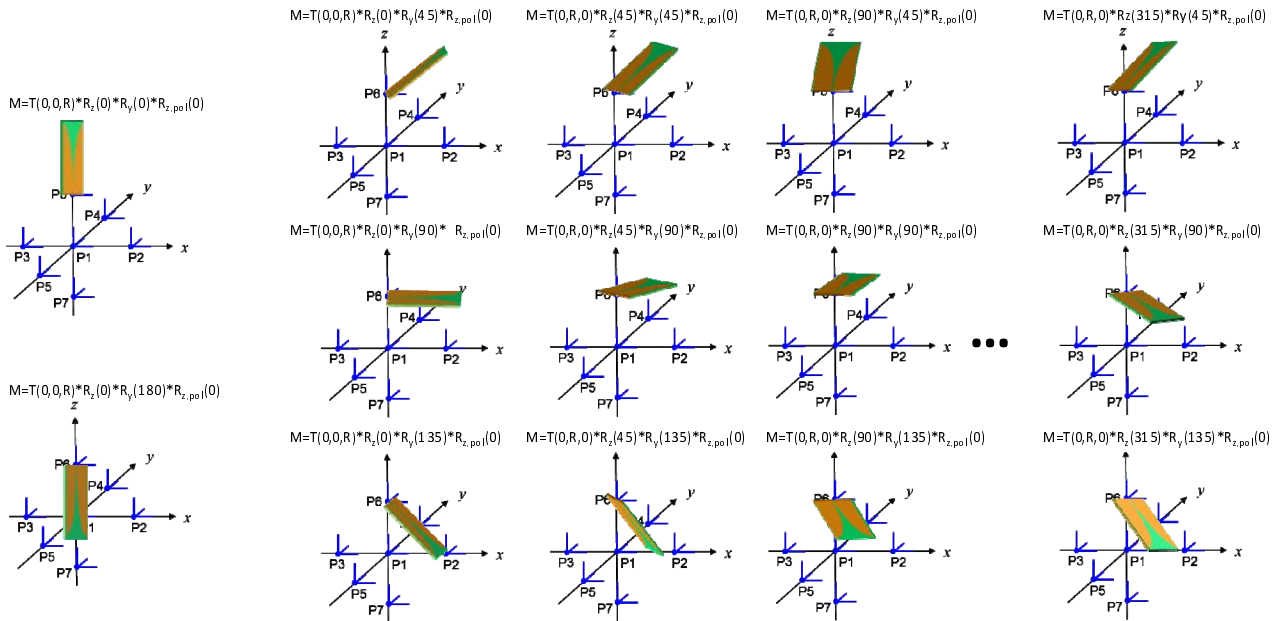 M=T(0,0,R)*R_z(0)*R_y(0)*R_z,pol(0)
P6
y
P4
P3
P1
P2
x
P5
P7
M=T(0,0,R)*R_z(0)*R_y(180)*R_z,pol(0)
z
P6
y
P4
P3
1
P2
x
P5
P7
M=T(0,0,R)*R_z(0)*R_y(45)*R_z,pol(0)
z
P6
y
P4
P3
P1
P2
x
P5
P7
M=T(0,R,0)*R_z(45)*R_y(45)*R_z,pol(0)
z
P6
y
P4
P3
P1
P2
x
P5
P7
M=T(0,R,0)*R_z(90)*R_y(45)*R_z,pol(0)
z
y
P4
P3
P1
P2
x
P5
P7
M=T(0,R,0)*Rz(315)*Ry(45)*R_z,pol(0)
z
P6
y
P4
P3
P1
P2
x
P5
P7
M=T(0,0,R)*R_z(0)*R_y(90)* R_z,pol(0)
P6
y
P4
P3
P1
P2
x
P5
P7
M=T(0,R,0)*R_z(45)*R_y(90)*R_z,pol(0)
P6
y
P4
P3
P1
P2
x
P5
P7
M=T(0,R,0)*R_z(90)*R_y(90)*R_z,pol(0)
P6
y
P4
P3
P1
P2
x
P5
P7
•••
M=T(0,R,0)*R_z(315)*R_y(90)*R_z,pol(0)
P6
y
P4
P3
P1
P2
x
P5
P7
M=T(0,0,R)*R_z(0)*R_y(135)*R_z,pol(0)
P6
y
P3
P1
P2
x
P5
P7
M=T(0,R,0)*R_z(45)*R_y(135)*R_z,pol(0)
P6
y
4
P3
P1
P2
x
P5
P7
M=T(0,R,0)*R_z(90)*R_y(135)*R_z,pol(0)
P6
y
P3
P1
P2
x
P5
P7
M=T(0,R,0)*R_z(315)*R_y(135)*R_z,pol(0)
P6
y
P3
P1
P2
x
P5
P7